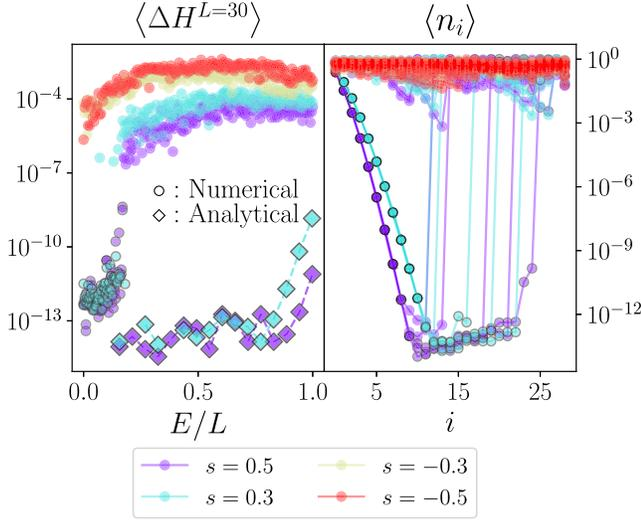 ⟨ΔH^{L=30}⟩ ⟨n_i⟩
10^{−4}
10^{−7}
10^{−10}
10^{−13}
○ : Numerical
◇ : Analytical
10^{0}
10^{−3}
10^{−6}
10^{−9}
10^{−12}
0.0 0.5 1.0
5 15 25
E/L
i
s = 0.5 s = −0.3
s = 0.3 s = −0.5